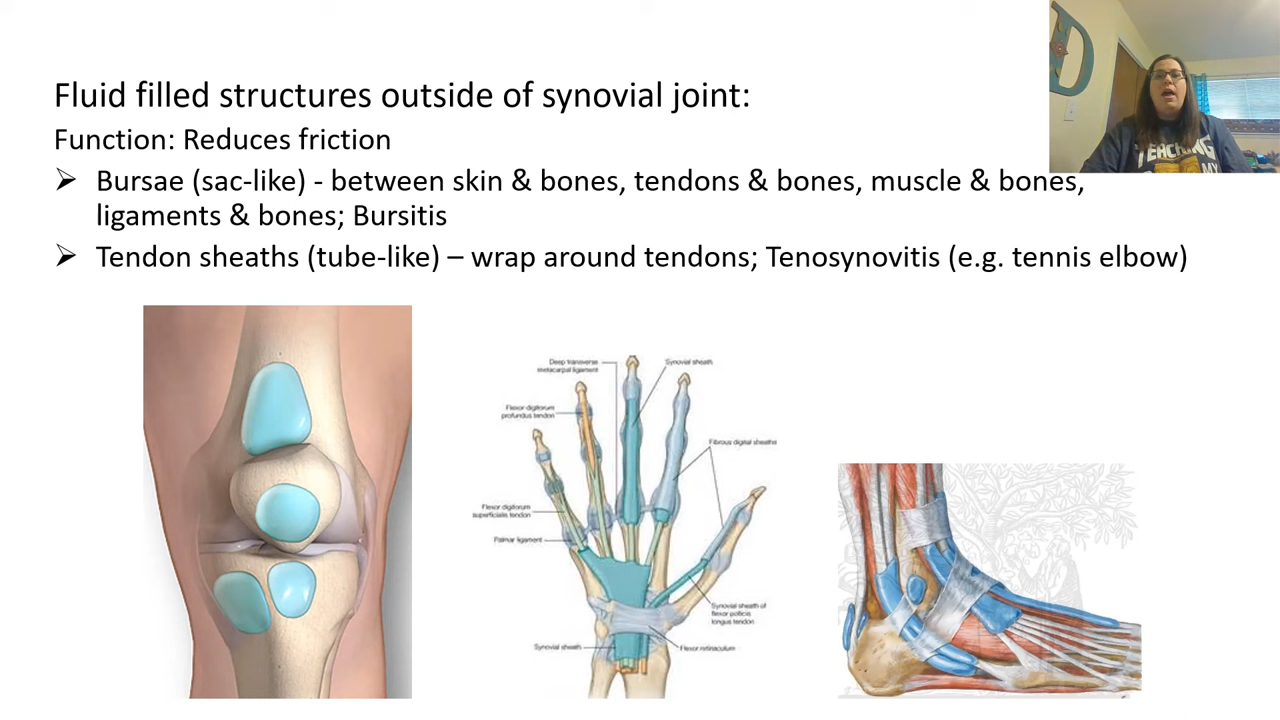 Fluid filled structures outside of synovial joint:
Function: Reduces friction
➢ Bursae (sac-like) - between skin & bones, tendons & bones, muscle & bones,
ligaments & bones; Bursitis
➢ Tendon sheaths (tube-like) – wrap around tendons; Tenosynovitis (e.g. tennis elbow)
Deep transverse
metacarpal ligament
Synovial sheath
Flexor digitorum
profundus tendon
Fibrous digital sheaths
Flexor digitorum
superficialis tendon
Palmar ligament
Synovial sheath of
flexor pollicis
longus tendon
Synovial sheath
Flexor retinaculum
D
TEACHING
MY